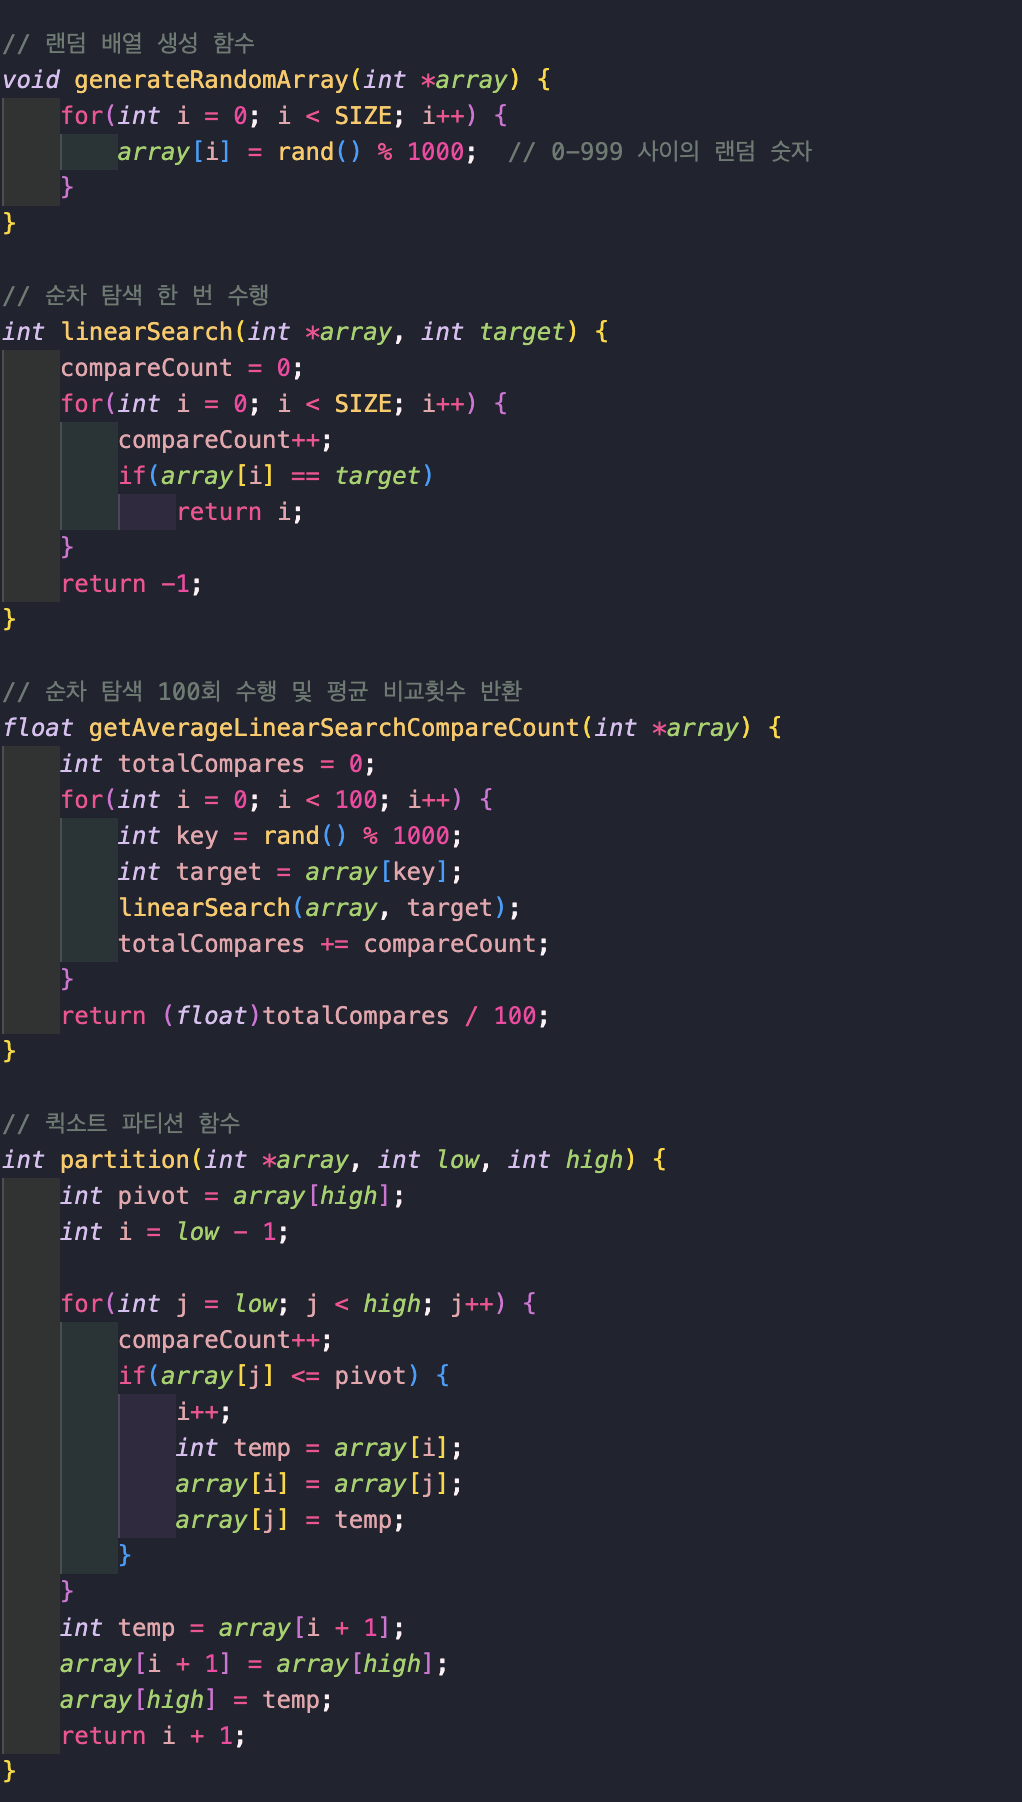 // 랜덤 배열 생성 함수
void generateRandomArray(int *array) {
    for(int i = 0; i < SIZE; i++) {
        array[i] = rand() % 1000;  // 0-999 사이의 랜덤 숫자
    }
}

// 순차 탐색 한 번 수행
int linearSearch(int *array, int target) {
    compareCount = 0;
    for(int i = 0; i < SIZE; i++) {
        compareCount++;
        if(array[i] == target)
            return i;
    }
    return -1;
}

// 순차 탐색 100회 수행 및 평균 비교횟수 반환
float getAverageLinearSearchCompareCount(int *array) {
    int totalCompares = 0;
    for(int i = 0; i < 100; i++) {
        int key = rand() % 1000;
        int target = array[key];
        linearSearch(array, target);
        totalCompares += compareCount;
    }
    return (float)totalCompares / 100;
}

// 퀵소트 파티션 함수
int partition(int *array, int low, int high) {
    int pivot = array[high];
    int i = low - 1;

    for(int j = low; j < high; j++) {
        compareCount++;
        if(array[j] <= pivot) {
            i++;
            int temp = array[i];
            array[i] = array[j];
            array[j] = temp;
        }
    }
    int temp = array[i + 1];
    array[i + 1] = array[high];
    array[high] = temp;
    return i + 1;
}